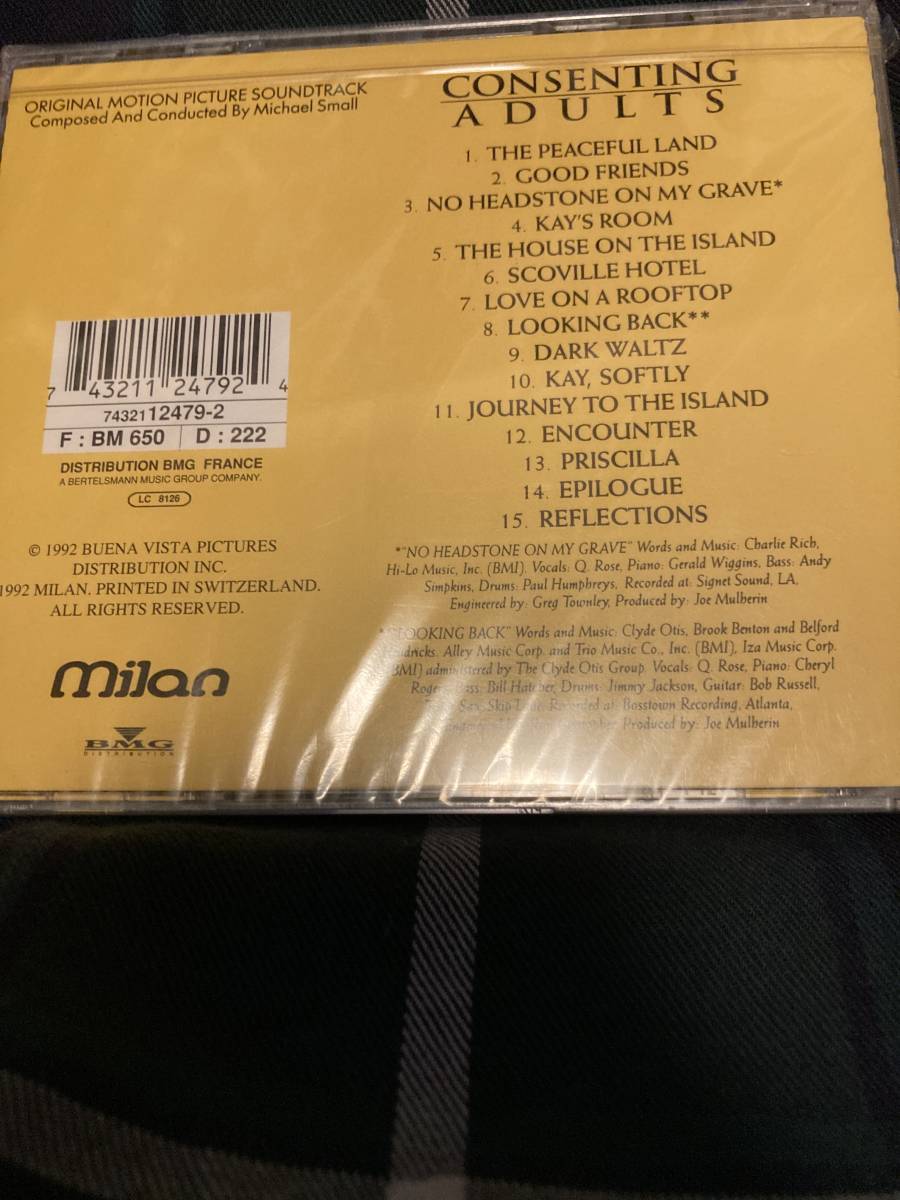 ORIGINAL MOTION PICTURE SOUNDTRACK
Composed And Conducted By Michael Small
CONSENTING
ADULTS
1. THE PEACEFUL LAND
2. GOOD FRIENDS
3. NO HEADSTONE ON MY GRAVE*
4. KAY'S ROOM
5. THE HOUSE ON THE ISLAND
6. SCOVILLE HOTEL
7. LOVE ON A ROOFTOP
8. LOOKING BACK**
9. DARK WALTZ
10. KAY, SOFTLY
11. JOURNEY TO THE ISLAND
12. ENCOUNTER
13. PRISCILLA
14. EPILOGUE
15. REFLECTIONS
*"NO HEADSTONE ON MY GRAVE" Words and Music: Charlie Rich,
Hi-Lo Music, Inc. (BMI). Vocals: Q. Rose, Piano: Gerald Wiggins, Bass: Andy
Simpkins, Drums: Paul Humphreys, Recorded at: Signet Sound, LA,
Engineered by: Greg Townley, Produced by: Joe Mulherin
"LOOKING BACK" Words and Music: Clyde Otis, Brook Benton and Belford
Alley Music Corp. and Trio Music Co., Inc. (BMI), Iza Music Corp.
BMI) administered by The Clyde Otis Group. Vocals: Q. Rose, Piano: Cheryl
Bill Drums: Jimmy Jackson, Guitar: Bob Russell,
Skip Recorded at: Bosstown Recording, Atlanta,
Produced by: Joe Mulherin
7 43211 24792 4
7432112479-2
F : BM 650 D : 222
DISTRIBUTION BMG FRANCE
A BERTELSMANN MUSIC GROUP COMPANY.
LC 8126
© 1992 BUENA VISTA PICTURES
DISTRIBUTION INC.
1992 MILAN. PRINTED IN SWITZERLAND.
ALL RIGHTS RESERVED.
milan
BMG
DISTRIBUTION